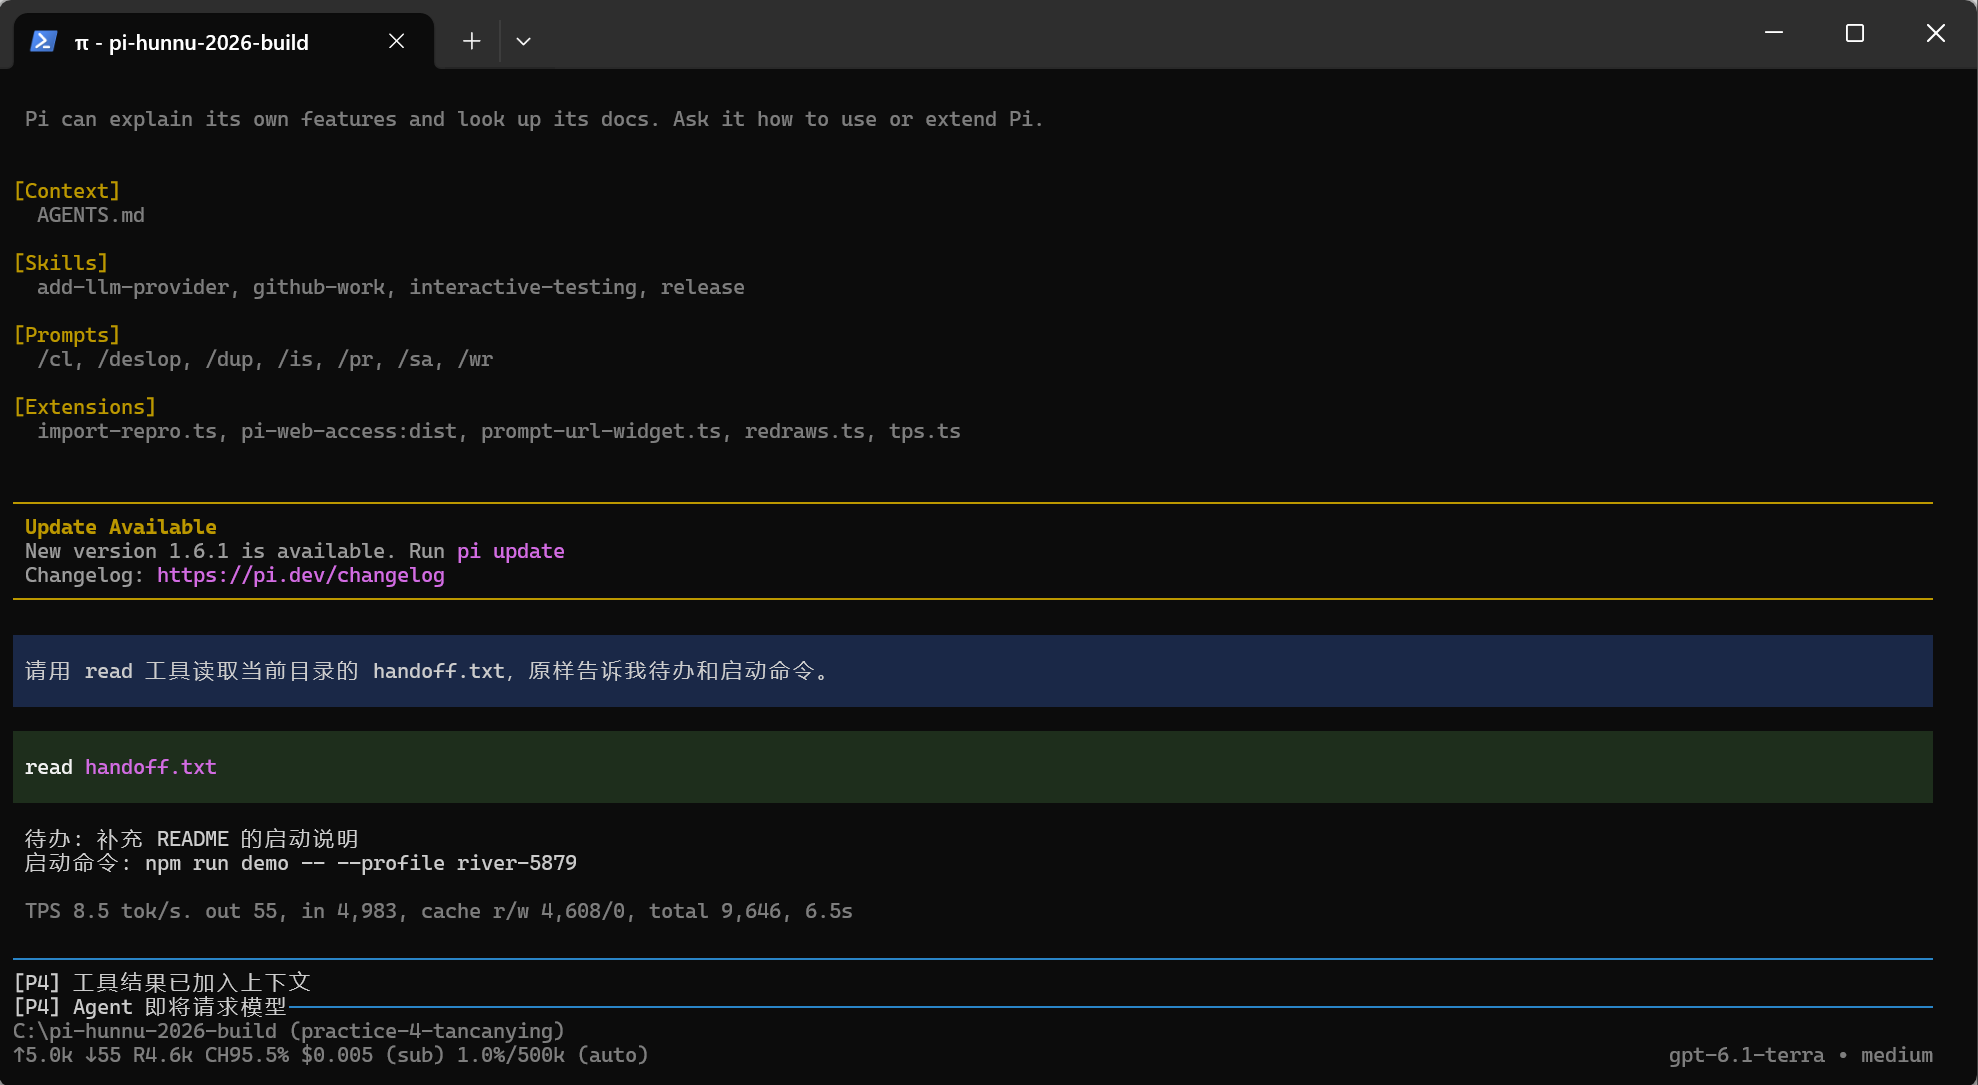 π - pi-hunnu-2026-build
Pi can explain its own features and look up its docs. Ask it how to use or extend Pi.
[Context]
AGENTS.md
[Skills]
add-llm-provider, github-work, interactive-testing, release
[Prompts]
/cl, /deslop, /dup, /is, /pr, /sa, /wr
[Extensions]
import-repro.ts, pi-web-access:dist, prompt-url-widget.ts, redraws.ts, tps.ts
Update Available
New version 1.6.1 is available. Run pi update
Changelog: https://pi.dev/changelog
请用 read 工具读取当前目录的 handoff.txt, 原样告诉我待办和启动命令。
read handoff.txt
待办: 补充 README 的启动说明
启动命令: npm run demo -- --profile river-5879
TPS 8.5 tok/s. out 55, in 4,983, cache r/w 4,608/0, total 9,646, 6.5s
[P4] 工具结果已加入上下文
[P4] Agent 即将请求模型
C:\pi-hunnu-2026-build (practice-4-tancanying)
↑5.0k ↓55 R4.6k CH95.5% $0.005 (sub) 1.0%/500k (auto) gpt-6.1-terra • medium